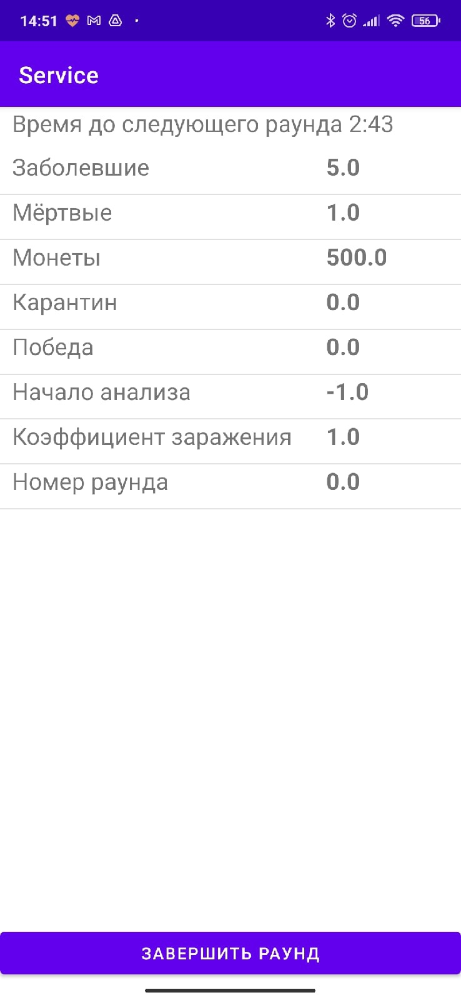 14:51 56
Service
Время до следующего раунда 2:43
Заболевшие 5.0
Мёртвые 1.0
Монеты 500.0
Карантин 0.0
Победа 0.0
Начало анализа -1.0
Коэффициент заражения 1.0
Номер раунда 0.0
ЗАВЕРШИТЬ РАУНД